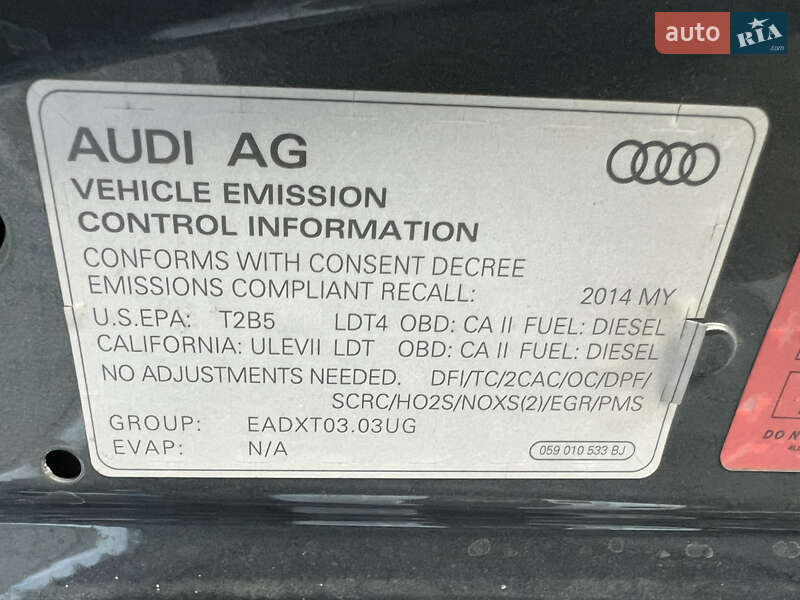 auto RIA.com
AUDI AG
VEHICLE EMISSION
CONTROL INFORMATION
CONFORMS WITH CONSENT DECREE
EMISSIONS COMPLIANT RECALL: 2014 MY
U.S.EPA: T2B5 LDT4 OBD: CA II FUEL: DIESEL
CALIFORNIA: ULEVII LDT OBD: CA II FUEL: DIESEL
NO ADJUSTMENTS NEEDED. DFI/TC/2CAC/OC/DPF/
SCRC/HO2S/NOXS(2)/EGR/PMS
GROUP: EADXT03.03UG
EVAP: N/A
059 010 533 BJ
DO N